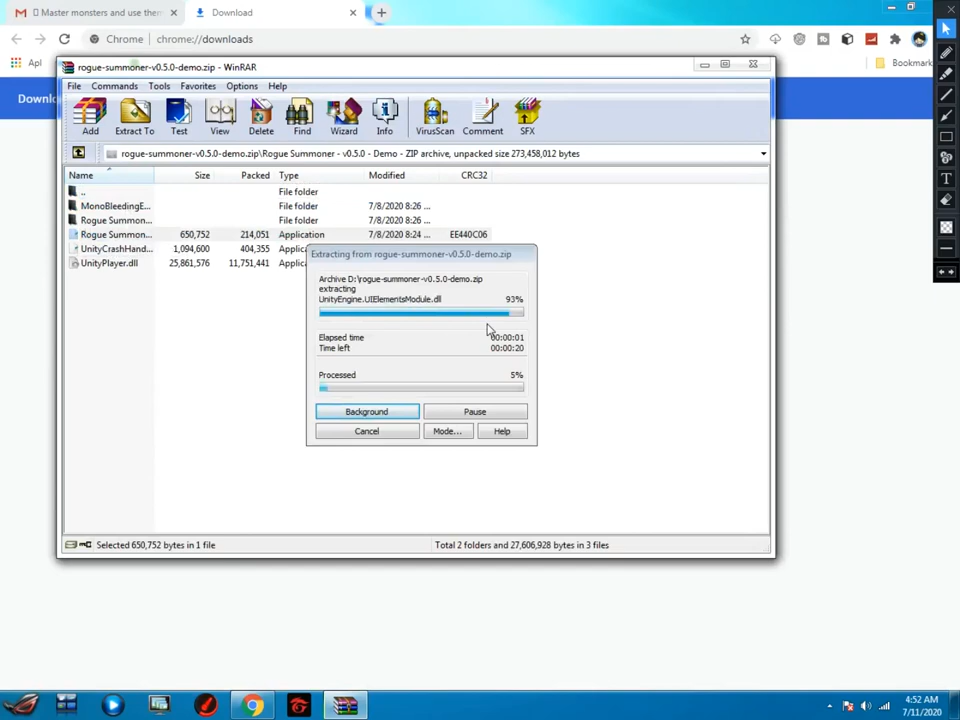 Master monsters and use them
Download
Chrome
chrome://downloads
Apl
Bookmark
Downlo
rogue-summoner-v0.5.0-demo.zip - WinRAR
File Commands Tools Favorites Options Help
Add Extract To Test View Delete Find Wizard Info VirusScan Comment SFX
rogue-summoner-v0.5.0-demo.zip\Rogue Summoner - v0.5.0 - Demo - ZIP archive, unpacked size 273,458,012 bytes
Name Size Packed Type Modified CRC32
.. File folder
MonoBleedingE... File folder 7/8/2020 8:26 ...
Rogue Summon... File folder 7/8/2020 8:26 ...
Rogue Summon... 650,752 214,051 Application 7/8/2020 8:24 ... EE440C06
UnityCrashHand... 1,094,600 404,355 Applic
UnityPlayer.dll 25,861,576 11,751,441 Applic
Extracting from rogue-summoner-v0.5.0-demo.zip
Archive D:\rogue-summoner-v0.5.0-demo.zip
extracting
UnityEngine.UIElementsModule.dll 93%
Elapsed time 00:00:01
Time left 00:00:20
Processed 5%
Background Pause
Cancel Mode... Help
Selected 650,752 bytes in 1 file
Total 2 folders and 27,606,928 bytes in 3 files
T
4:52 AM
7/11/2020